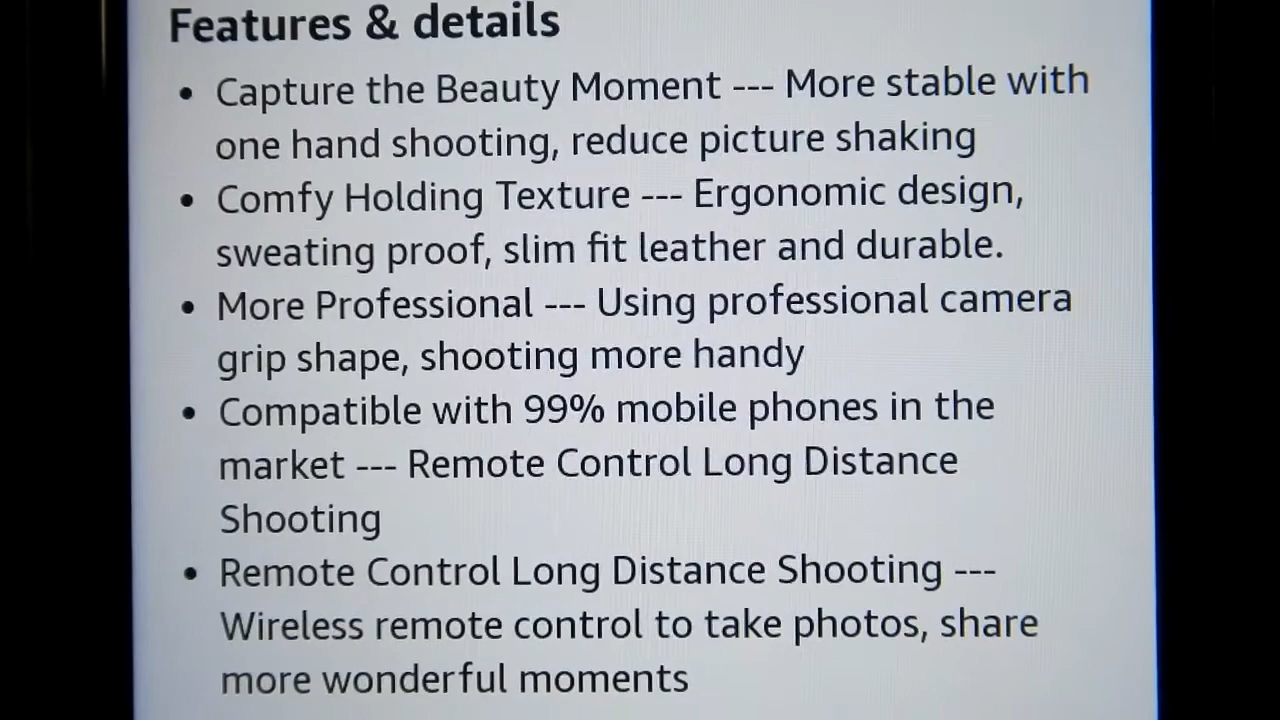 Features & details
• Capture the Beauty Moment --- More stable with
one hand shooting, reduce picture shaking
• Comfy Holding Texture --- Ergonomic design,
sweating proof, slim fit leather and durable.
• More Professional --- Using professional camera
grip shape, shooting more handy
• Compatible with 99% mobile phones in the
market --- Remote Control Long Distance
Shooting
• Remote Control Long Distance Shooting ---
Wireless remote control to take photos, share
more wonderful moments